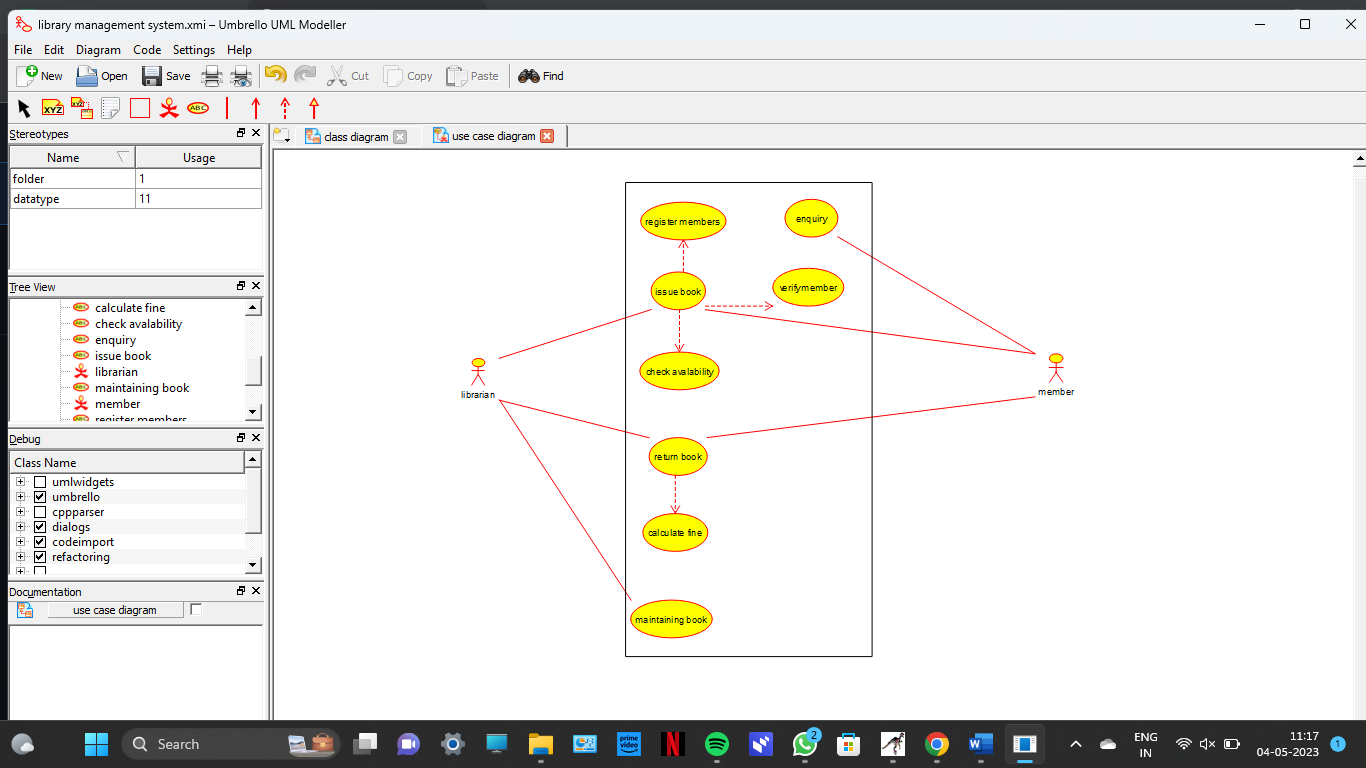 library management system.xmi – Umbrello UML Modeller
File Edit Diagram Code Settings Help
New Open Save Cut Copy Paste Find
XYZ XYZ ABC
Stereotypes
class diagram use case diagram
Name Usage
folder 1
datatype 11
Tree View
calculate fine
check avalability
enquiry
issue book
librarian
maintaining book
member
register members
Debug
Class Name
umlwidgets
umbrello
cppparser
dialogs
codeimport
refactoring
Documentation
use case diagram
register members
enquiry
issue book
verifymember
check avalability
librarian
member
return book
calculate fine
maintaining book
Search
prime video
2
ENG
IN
11:17
04-05-2023
1